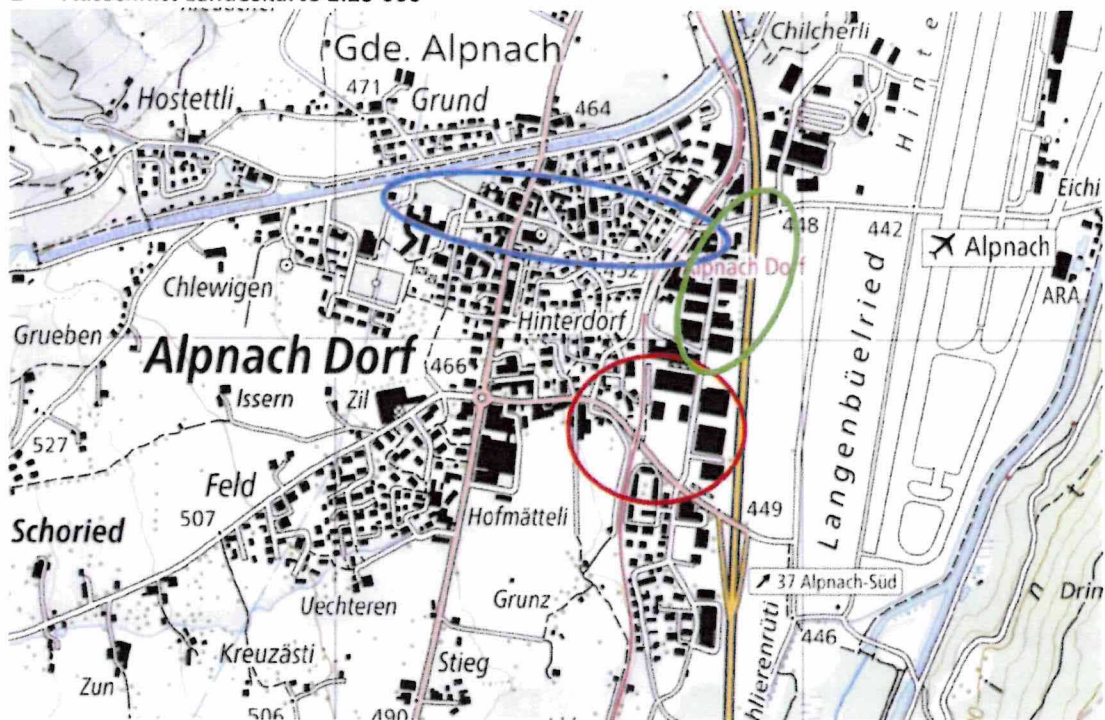 Gde. Alpnach
Chilcherli
471
Grund
464
Hostettli
Hinte
Eichi
448
442
Alpnach
Alpnach Dorf
Chlewigen
ARA
Grueben
Hinterdorf
Langenbüelried
Alpnach Dorf
466
Issern
Zil
527
Feld
507
Hofmätteli
449
Schoried
37 Alpnach-Süd
Uechteren
Grunz
Drin
Kreuzästi
446
Stieg
Zun
hlierenrüti
506
490